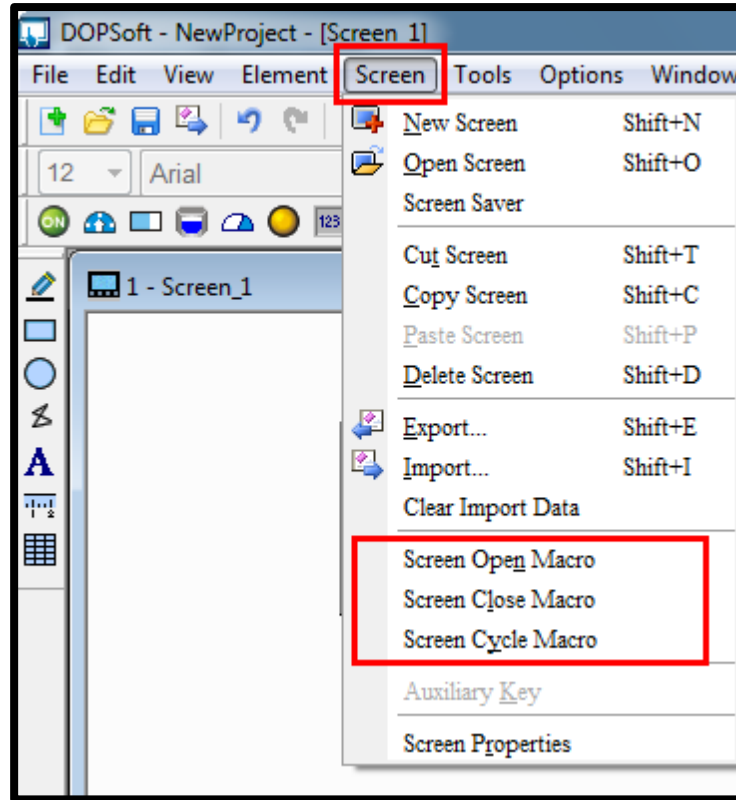 DOPSoft - NewProject - [Screen_1]
File Edit View Element Screen Tools Options Window
12 Arial
ON 123
1 - Screen_1
New Screen Shift+N
Open Screen Shift+O
Screen Saver
Cut Screen Shift+T
Copy Screen Shift+C
Paste Screen Shift+P
Delete Screen Shift+D
Export... Shift+E
Import... Shift+I
Clear Import Data
Screen Open Macro
Screen Close Macro
Screen Cycle Macro
Auxiliary Key
Screen Properties
A